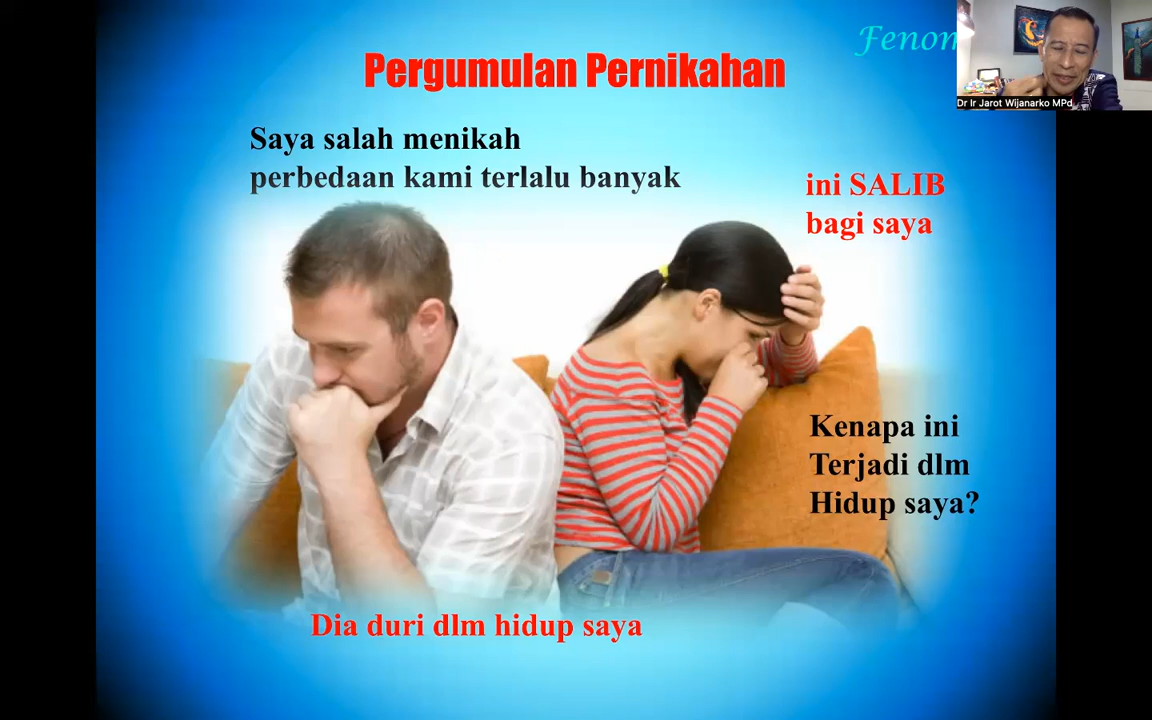 Pergumulan Pernikahan
Saya salah menikah
perbedaan kami terlalu banyak
ini SALIB
bagi saya
Kenapa ini
Terjadi dlm
Hidup saya?
Dia duri dlm hidup saya
Dr Ir Jarot Wijanarko MPd